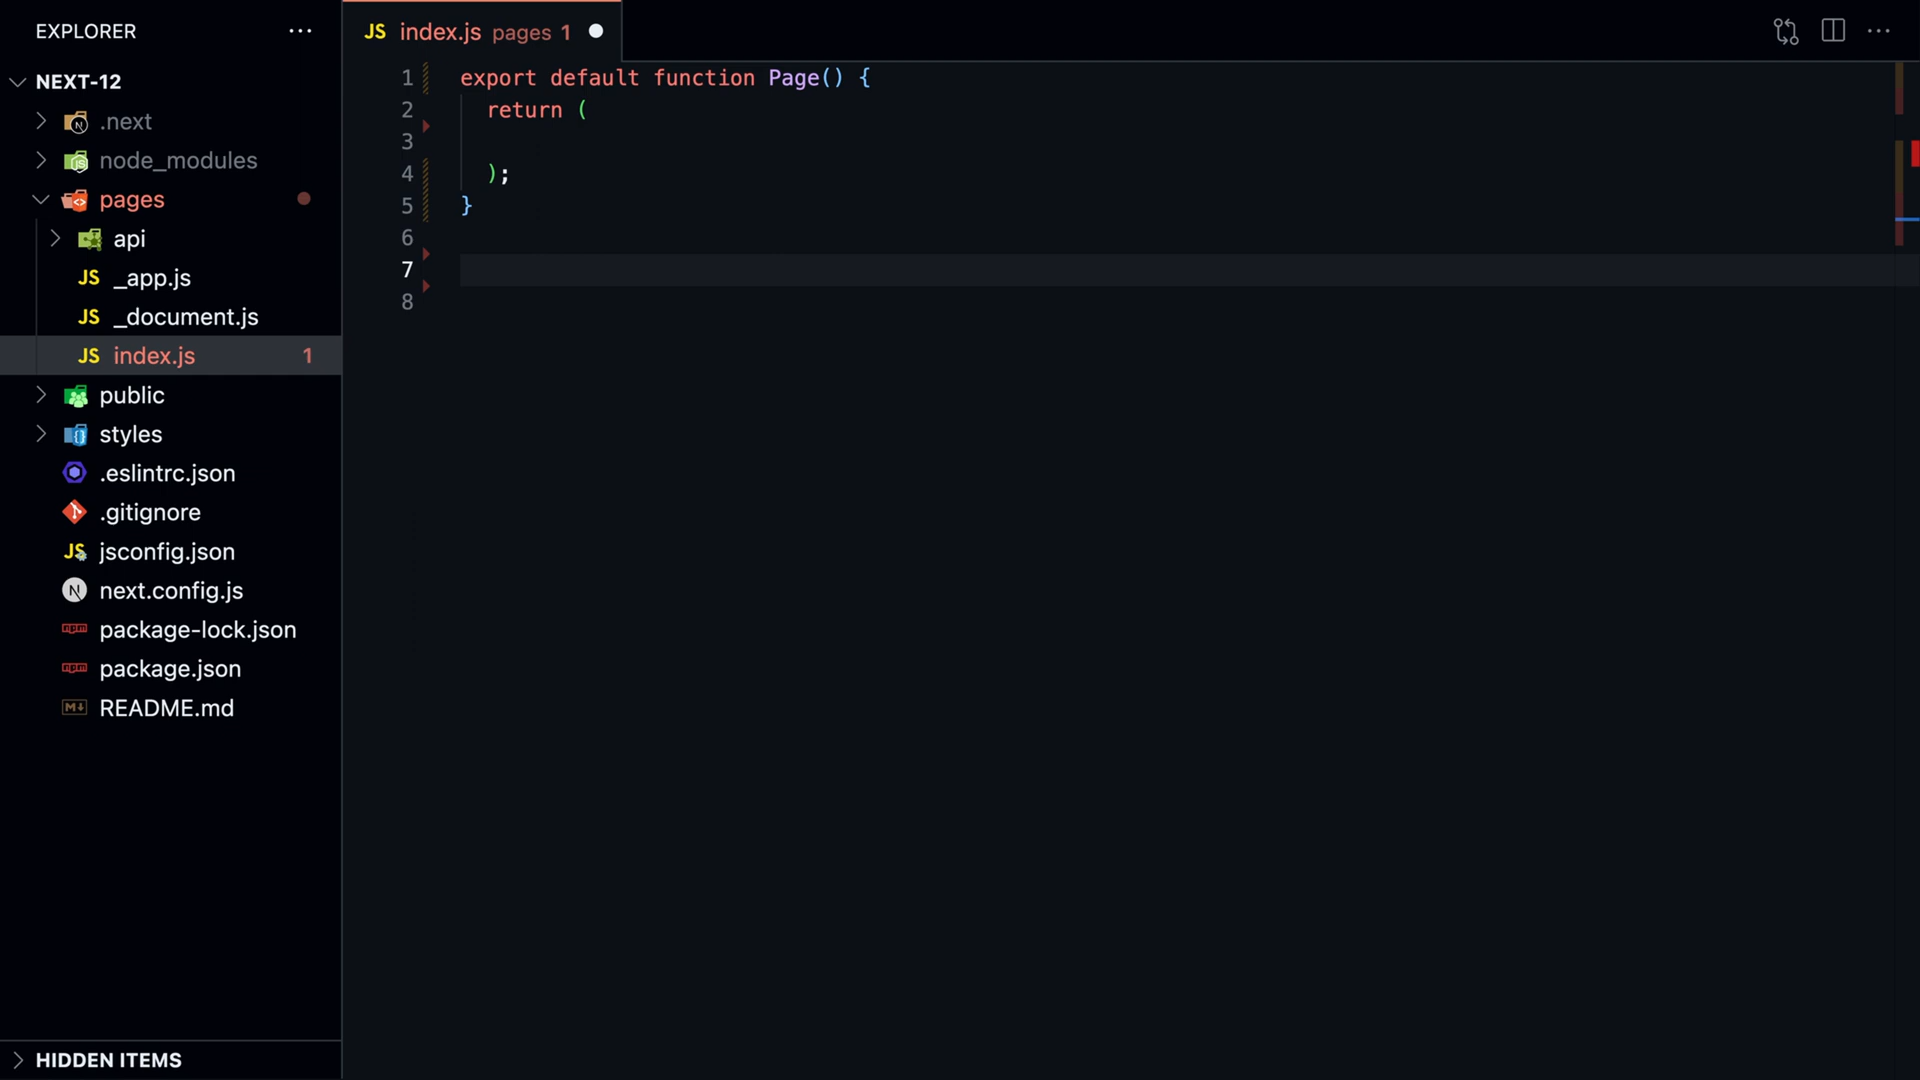 EXPLORER
NEXT-12
.next
node_modules
pages
api
JS _app.js
JS _document.js
JS index.js 1
public
styles
.eslintrc.json
.gitignore
JS jsconfig.json
N next.config.js
npm package-lock.json
npm package.json
M README.md
HIDDEN ITEMS
JS index.js pages 1
1 export default function Page() {
2 return (
3
4 );
5 }
6
7
8